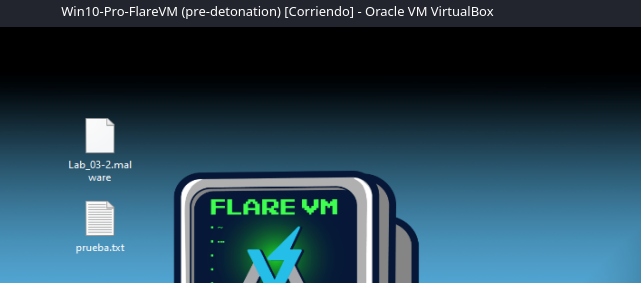 Win10-Pro-FlareVM (pre-detonation) [Corriendo] - Oracle VM VirtualBox
Lab_03-2.mal
ware
FLARE VM
prueba.txt